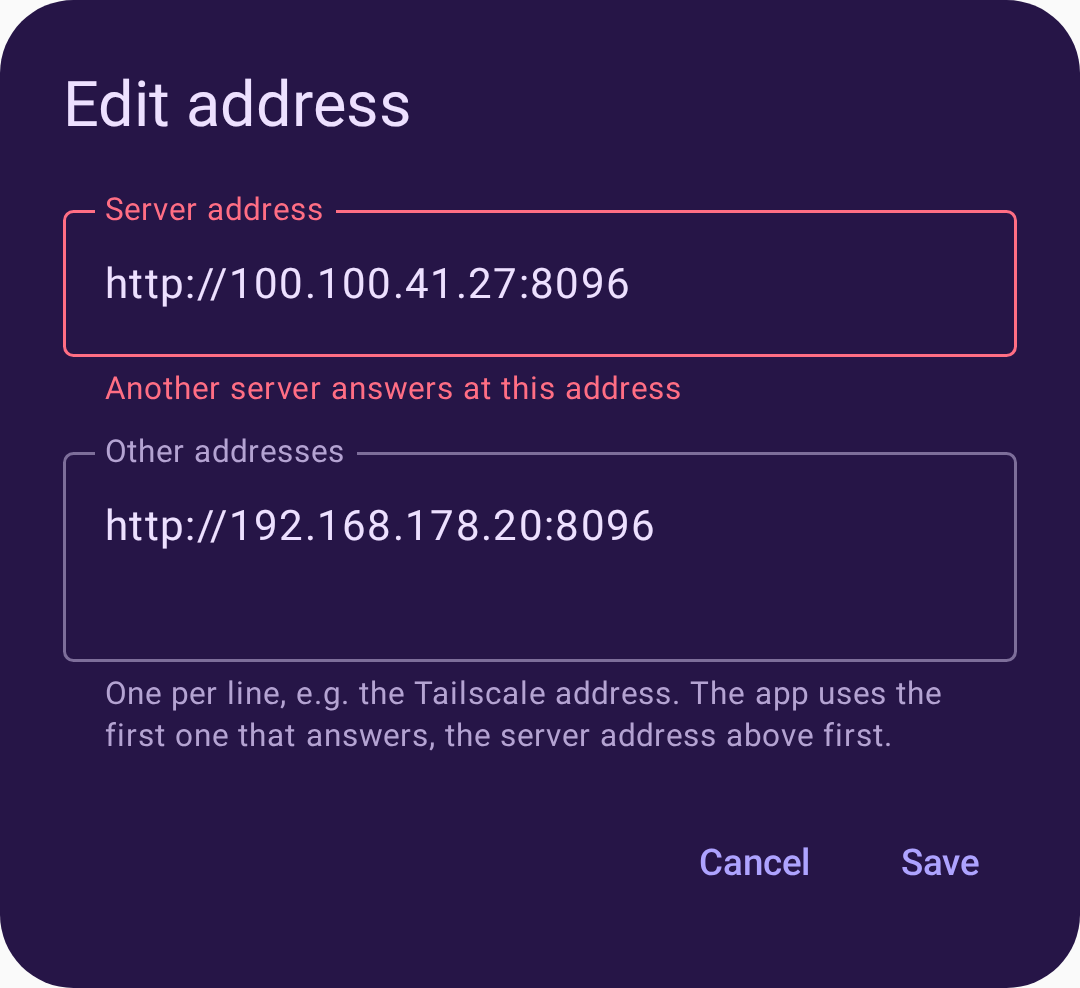 Edit address
Server address
http://100.100.41.27:8096
Another server answers at this address
Other addresses
http://192.168.178.20:8096
One per line, e.g. the Tailscale address. The app uses the
first one that answers, the server address above first.
Cancel Save